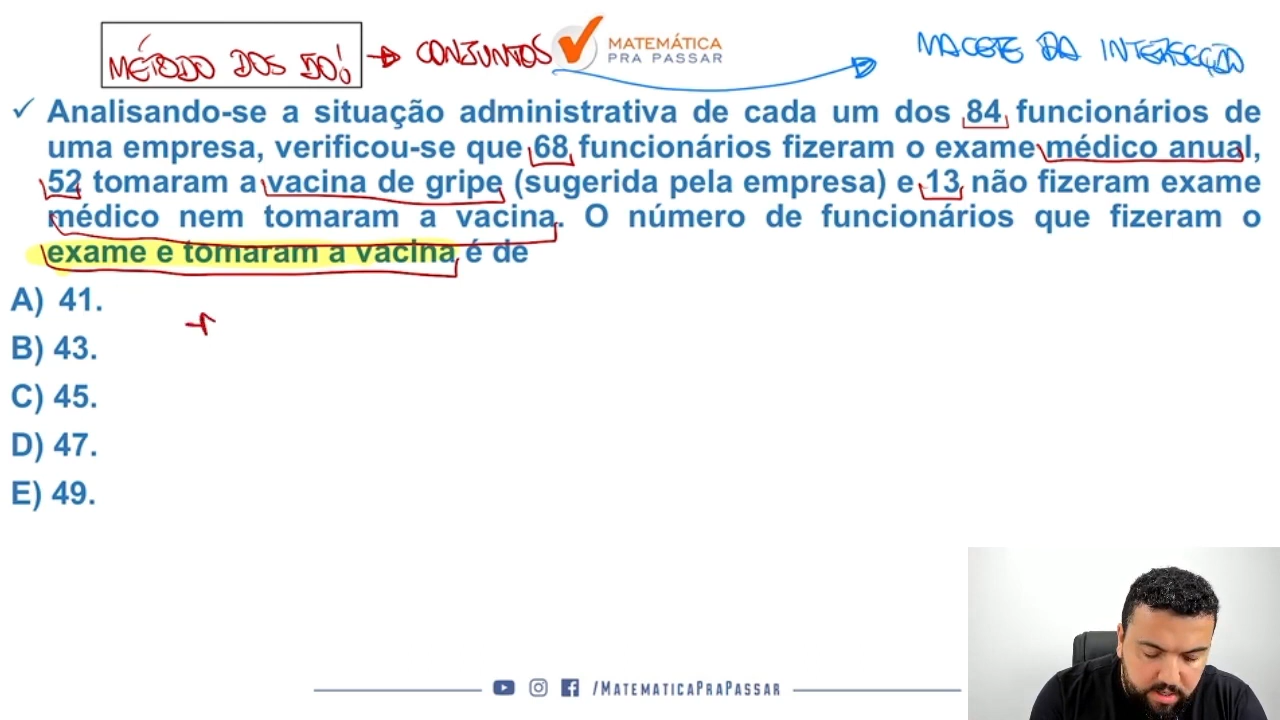 MÉTODO DOS 50! → CONJUNTOS
MATEMÁTICA
PRA PASSAR
MACETE DA INTERSECÇÃO
✓ Analisando-se a situação administrativa de cada um dos 84 funcionários de
uma empresa, verificou-se que 68 funcionários fizeram o exame médico anual,
52 tomaram a vacina de gripe (sugerida pela empresa) e 13 não fizeram exame
médico nem tomaram a vacina. O número de funcionários que fizeram o
exame e tomaram a vacina é de
A) 41.
B) 43.
C) 45.
D) 47.
E) 49.
/MATEMATICAPRAPASSAR